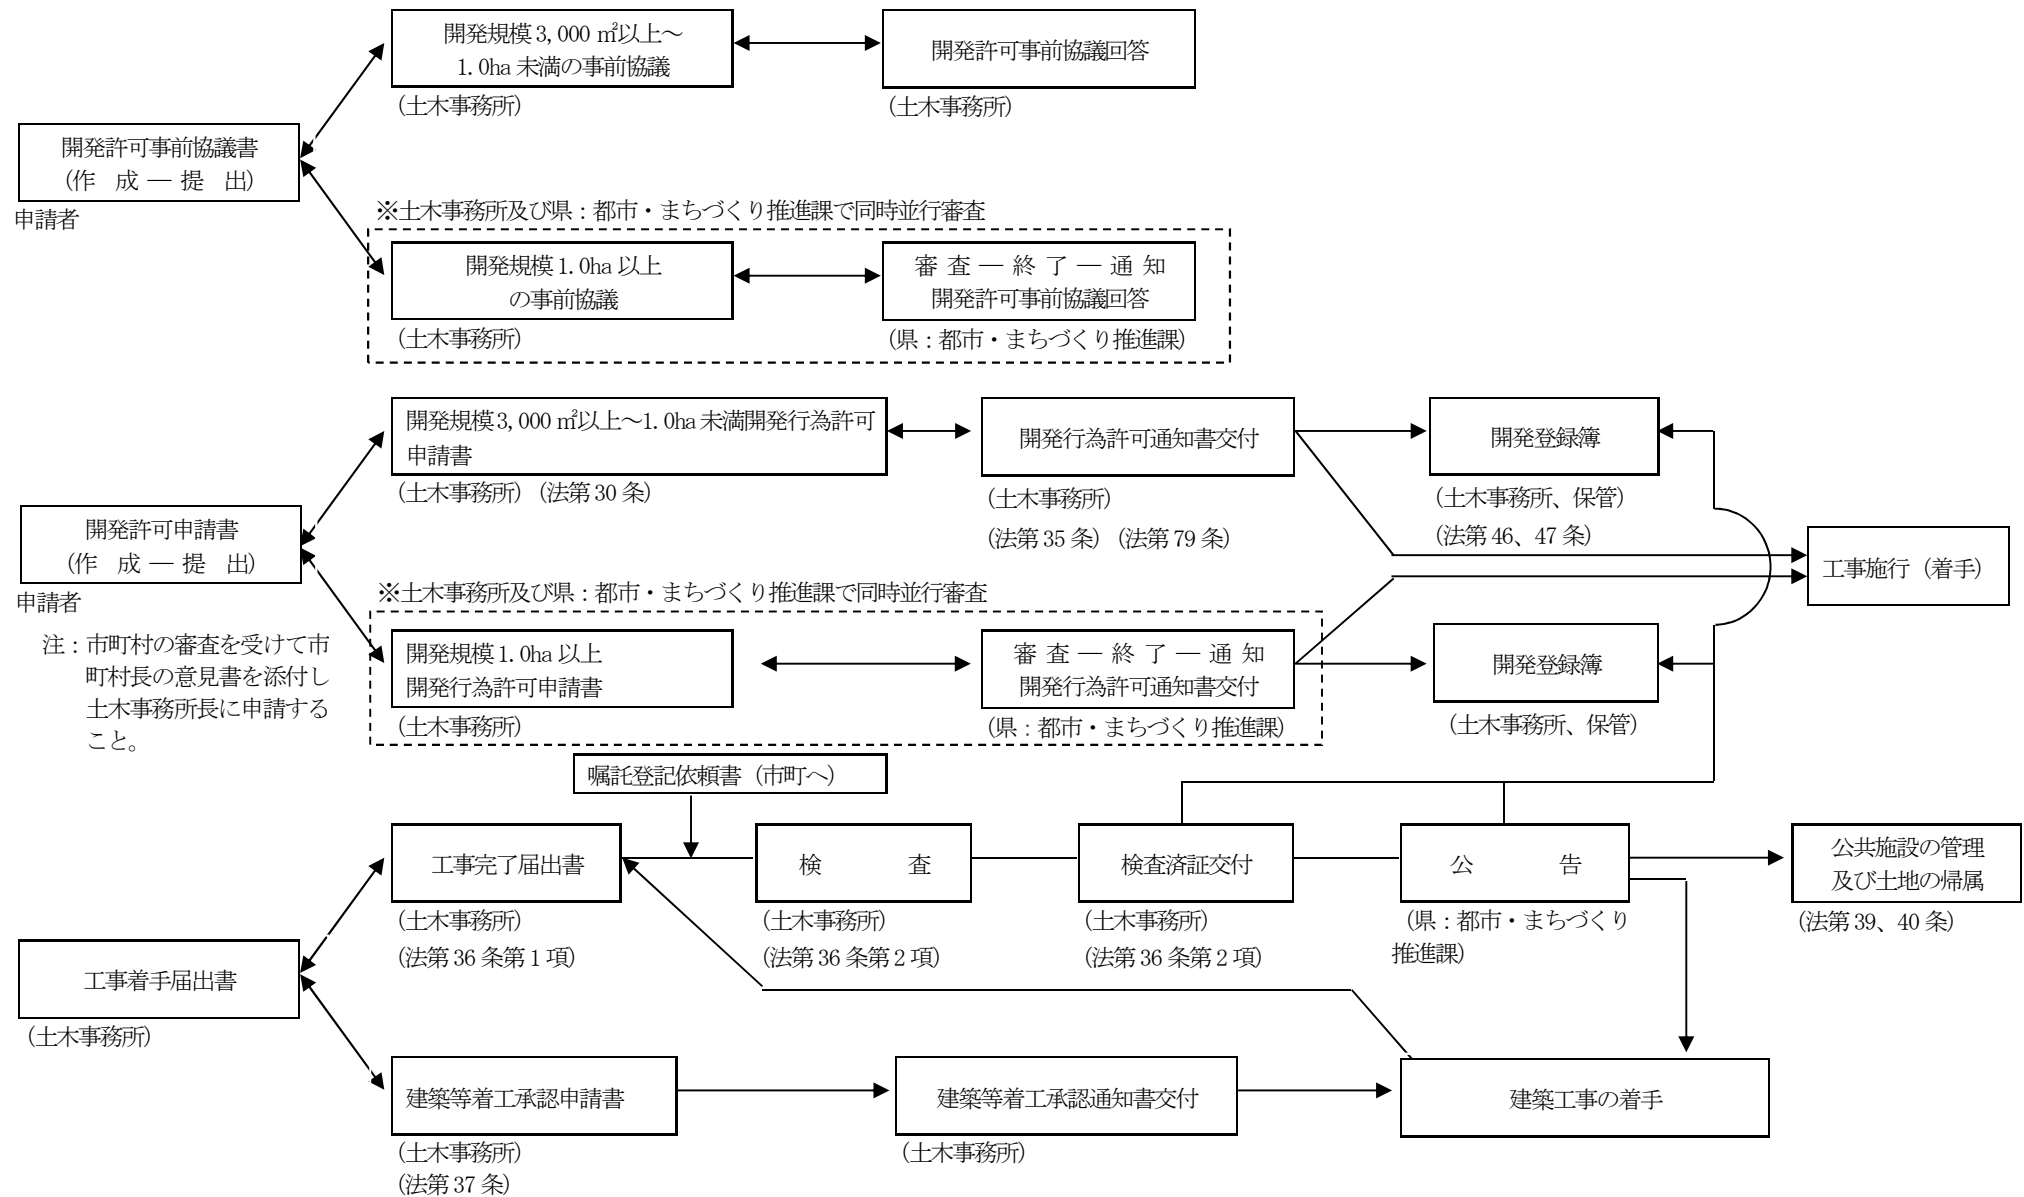 開発規模3,000㎡以上～
1.0ha未満の事前協議
(土木事務所)
開発許可事前協議回答
(土木事務所)
開発許可事前協議書
(作　成 ― 提　出)
申請者
※土木事務所及び県：都市・まちづくり推進課で同時並行審査
開発規模1.0ha以上
の事前協議
(土木事務所)
審 査 ― 終 了 ― 通 知
開発許可事前協議回答
(県：都市・まちづくり推進課)
開発規模3,000㎡以上～1.0ha未満開発行為許可
申請書
(土木事務所)（法第30条）
開発行為許可通知書交付
(土木事務所)
(法第35条)（法第79条）
開発登録簿
(土木事務所、保管)
(法第46、47条)
開発許可申請書
(作　成 ― 提　出)
申請者
注：市町村の審査を受けて市
町村長の意見書を添付し
土木事務所長に申請する
こと。
工事施行（着手）
※土木事務所及び県：都市・まちづくり推進課で同時並行審査
開発規模1.0ha以上
開発行為許可申請書
(土木事務所)
審 査 ― 終 了 ― 通 知
開発行為許可通知書交付
(県：都市・まちづくり推進課)
開発登録簿
(土木事務所、保管)
嘱託登記依頼書（市町へ）
工事完了届出書
(土木事務所)
(法第36条第1項)
検　　　　査
(土木事務所)
(法第36条第2項)
検査済証交付
(土木事務所)
(法第36条第2項)
公　　　　告
(県：都市・まちづくり
推進課)
公共施設の管理
及び土地の帰属
(法第39、40条)
工事着手届出書
(土木事務所)
建築等着工承認申請書
(土木事務所)
(法第37条)
建築等着工承認通知書交付
(土木事務所)
建築工事の着手